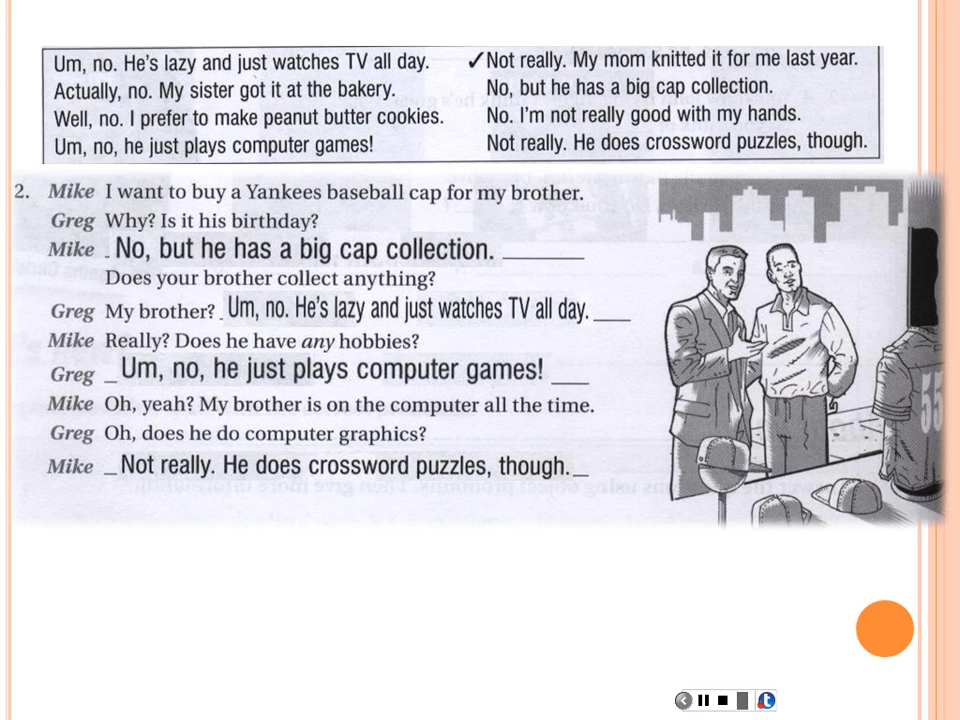 Um, no. He's lazy and just watches TV all day.
Actually, no. My sister got it at the bakery.
Well, no. I prefer to make peanut butter cookies.
Um, no, he just plays computer games!
✓Not really. My mom knitted it for me last year.
No, but he has a big cap collection.
No. I'm not really good with my hands.
Not really. He does crossword puzzles, though.
2. Mike I want to buy a Yankees baseball cap for my brother.
Greg Why? Is it his birthday?
Mike No, but he has a big cap collection.
Does your brother collect anything?
Greg My brother? Um, no. He's lazy and just watches TV all day.
Mike Really? Does he have any hobbies?
Greg Um, no, he just plays computer games!
Mike Oh, yeah? My brother is on the computer all the time.
Greg Oh, does he do computer graphics?
Mike Not really. He does crossword puzzles, though.
55